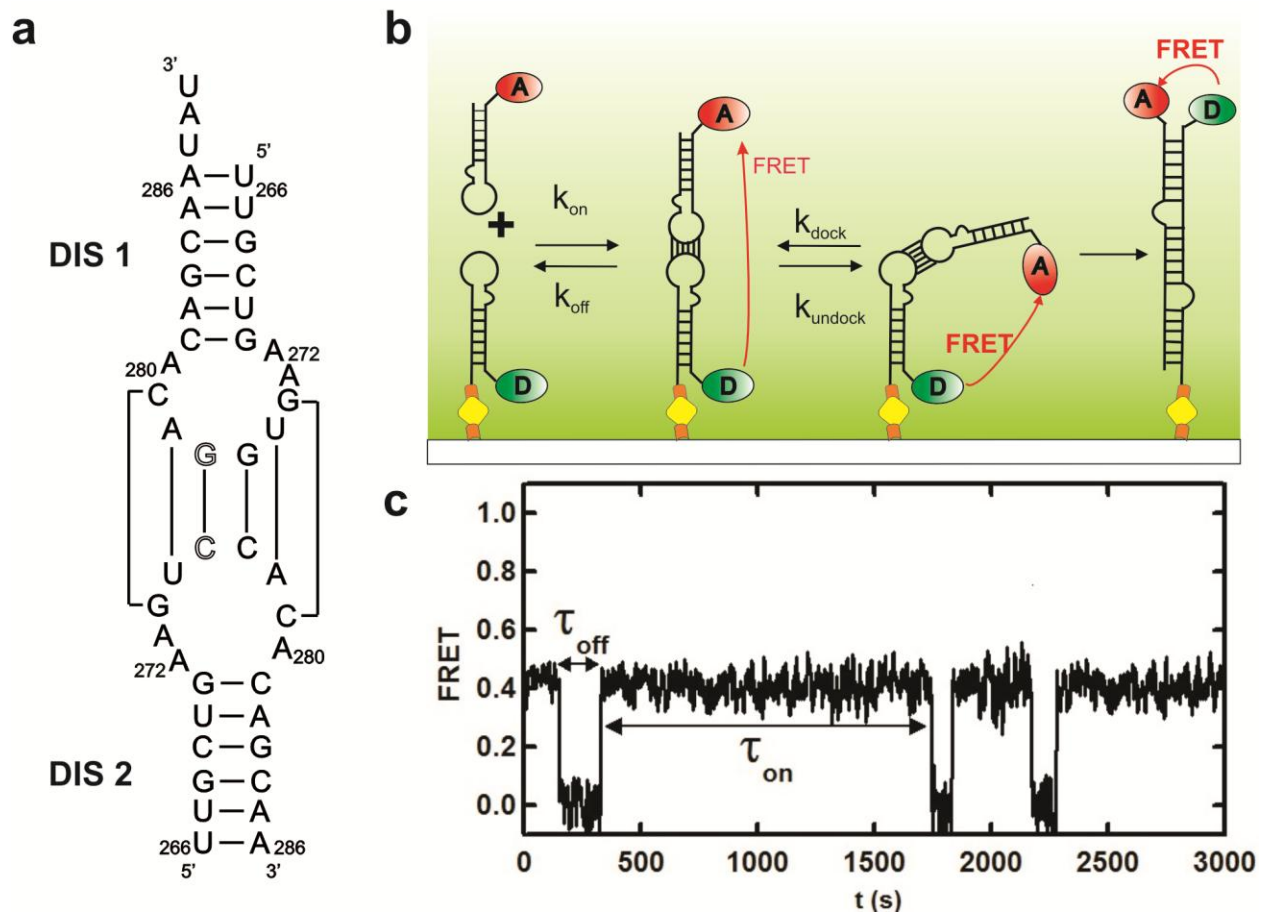 a
3'
U
A
U
5'
A U
286 266
A U
C G
DIS 1
G C
A U
C G
A A 272
280 A
C G
A U
G G
C C
U A
G C
A A 280
272 A
G C
U A
C G
DIS 2
G C
U A
266 U A 286
5' 3'
b
A
+
D
k on
k off
A
FRET
D
k dock
k undock
A
FRET
D
FRET
A D
c
FRET
1.0
0.8
0.6
0.4
0.2
0.0
τ off
τ on
0 500 1000 1500 2000 2500 3000
t (s)